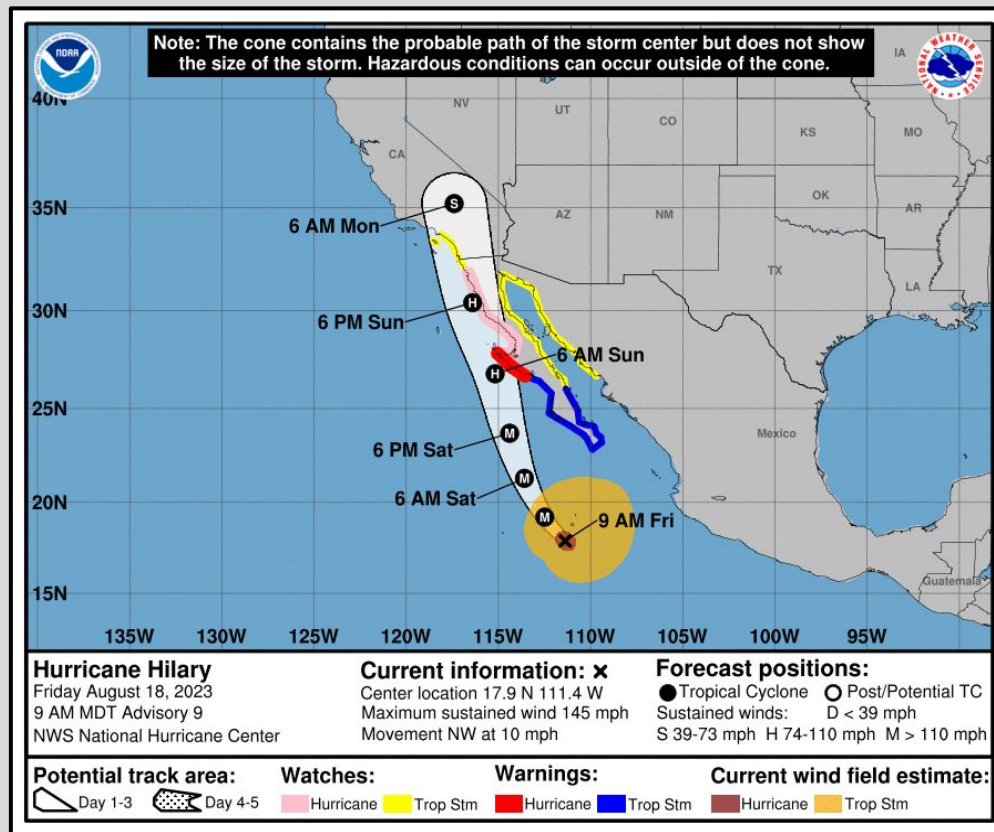 Note: The cone contains the probable path of the storm center but does not show
the size of the storm. Hazardous conditions can occur outside of the cone.
NOAA
NATIONAL WEATHER SERVICE
40N
35N
30N
25N
20N
15N
135W
130W
125W
120W
115W
110W
105W
100W
95W
NV
UT
CO
KS
MO
IA
CA
AZ
NM
OK
AR
TX
LA
Mexico
Guatemala
6 AM Mon
S
6 PM Sun
H
6 AM Sun
H
6 PM Sat
M
6 AM Sat
M
M
9 AM Fri
Hurricane Hilary
Friday August 18, 2023
9 AM MDT Advisory 9
NWS National Hurricane Center
Current information: ×
Center location 17.9 N 111.4 W
Maximum sustained wind 145 mph
Movement NW at 10 mph
Forecast positions:
Tropical Cyclone Post/Potential TC
Sustained winds: D < 39 mph
S 39-73 mph H 74-110 mph M > 110 mph
Potential track area:
Day 1-3 Day 4-5
Watches:
Hurricane Trop Stm
Warnings:
Hurricane Trop Stm
Current wind field estimate:
Hurricane Trop Stm